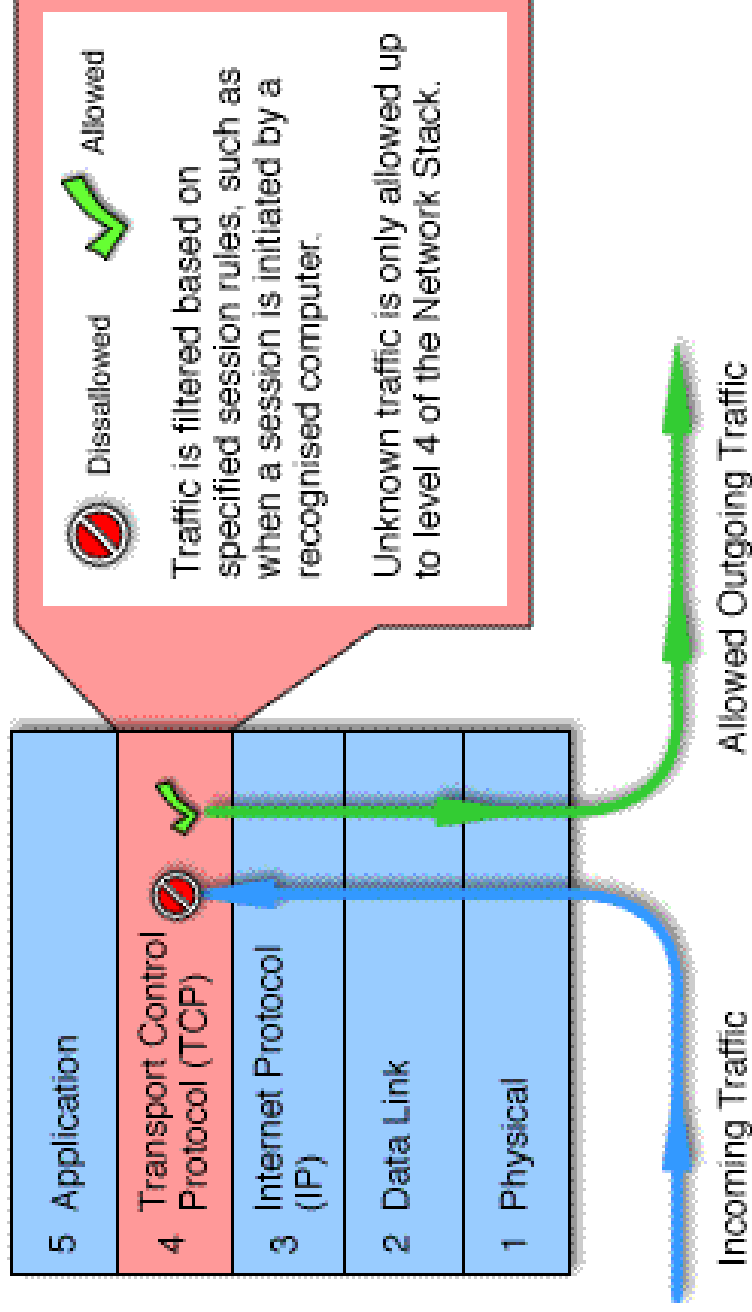 5 Application
4 Transport Control
Protocol (TCP)
3 Internet Protocol
(IP)
2 Data Link
1 Physical
Incoming Traffic
Allowed Outgoing Traffic
Dissallowed
Allowed
Traffic is filtered based on
specified session rules, such as
when a session is initiated by a
recognised computer.
Unknown traffic is only allowed up
to level 4 of the Network Stack.